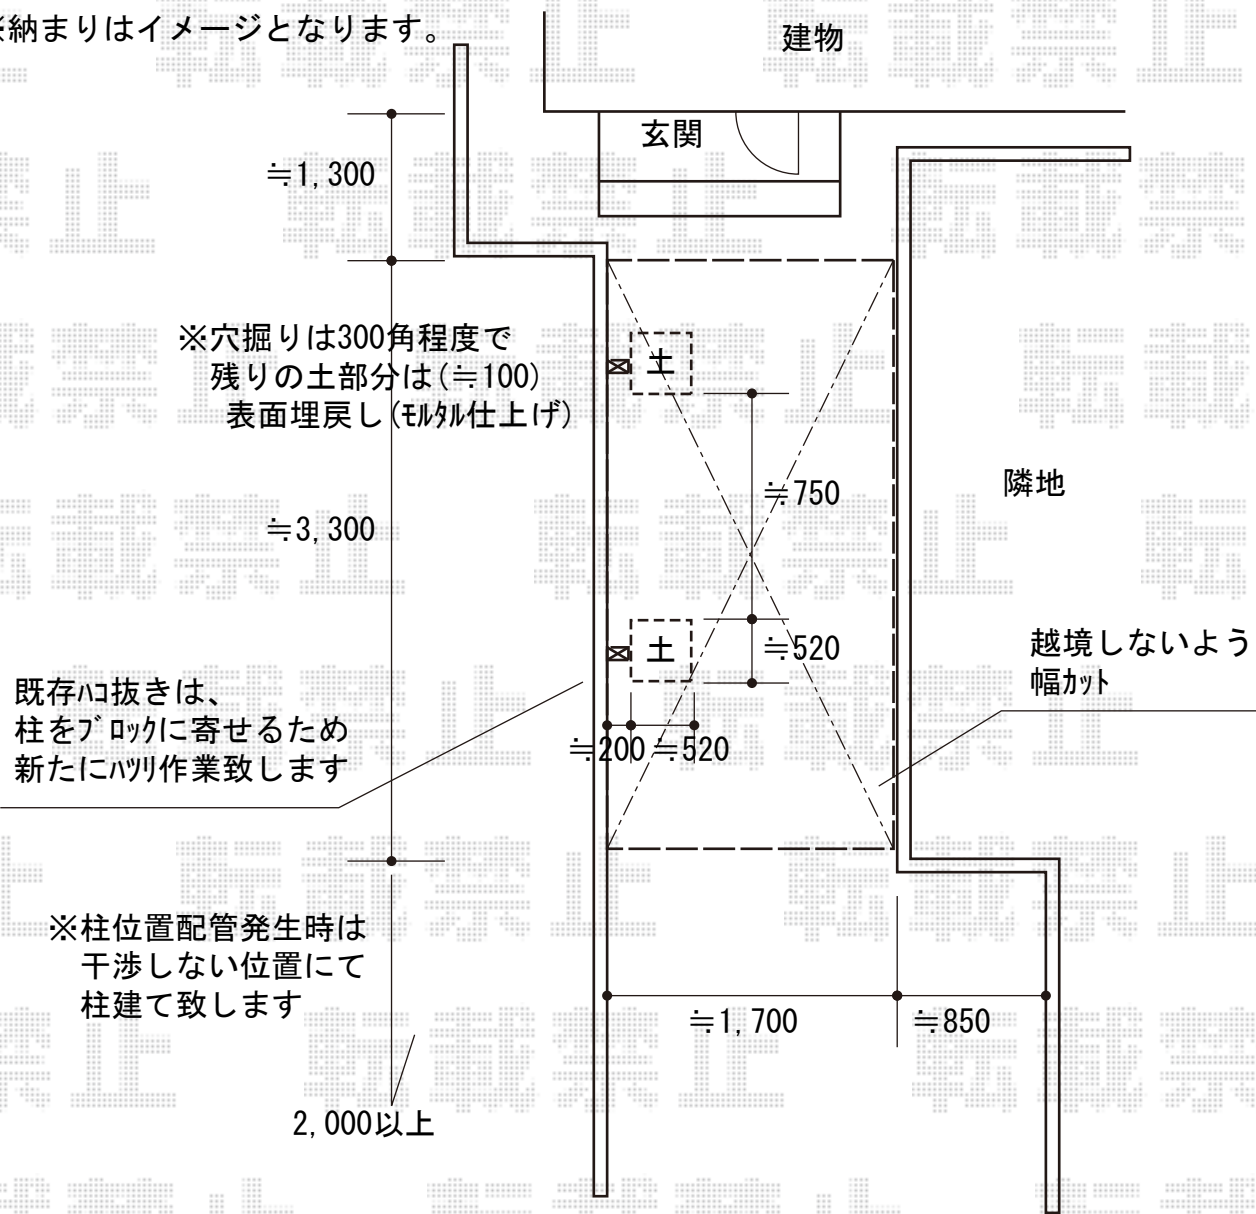 ※納まりはイメージとなります。
建物
玄関
≒1,300
※穴掘りは300角程度で
残りの土部分は(≒100)
表面埋戻し(ﾓﾙﾀﾙ仕上げ)
土
≒750
隣地
≒3,300
土
≒520
越境しないよう
幅ｶｯﾄ
既存ﾊｺ抜きは、
柱をﾌﾞﾛｯｸに寄せるため
新たにﾊﾂﾘ作業致します
≒200
≒520
※柱位置配管発生時は
干渉しない位置にて
柱建て致します
≒1,700
≒850
2,000以上
転載禁止